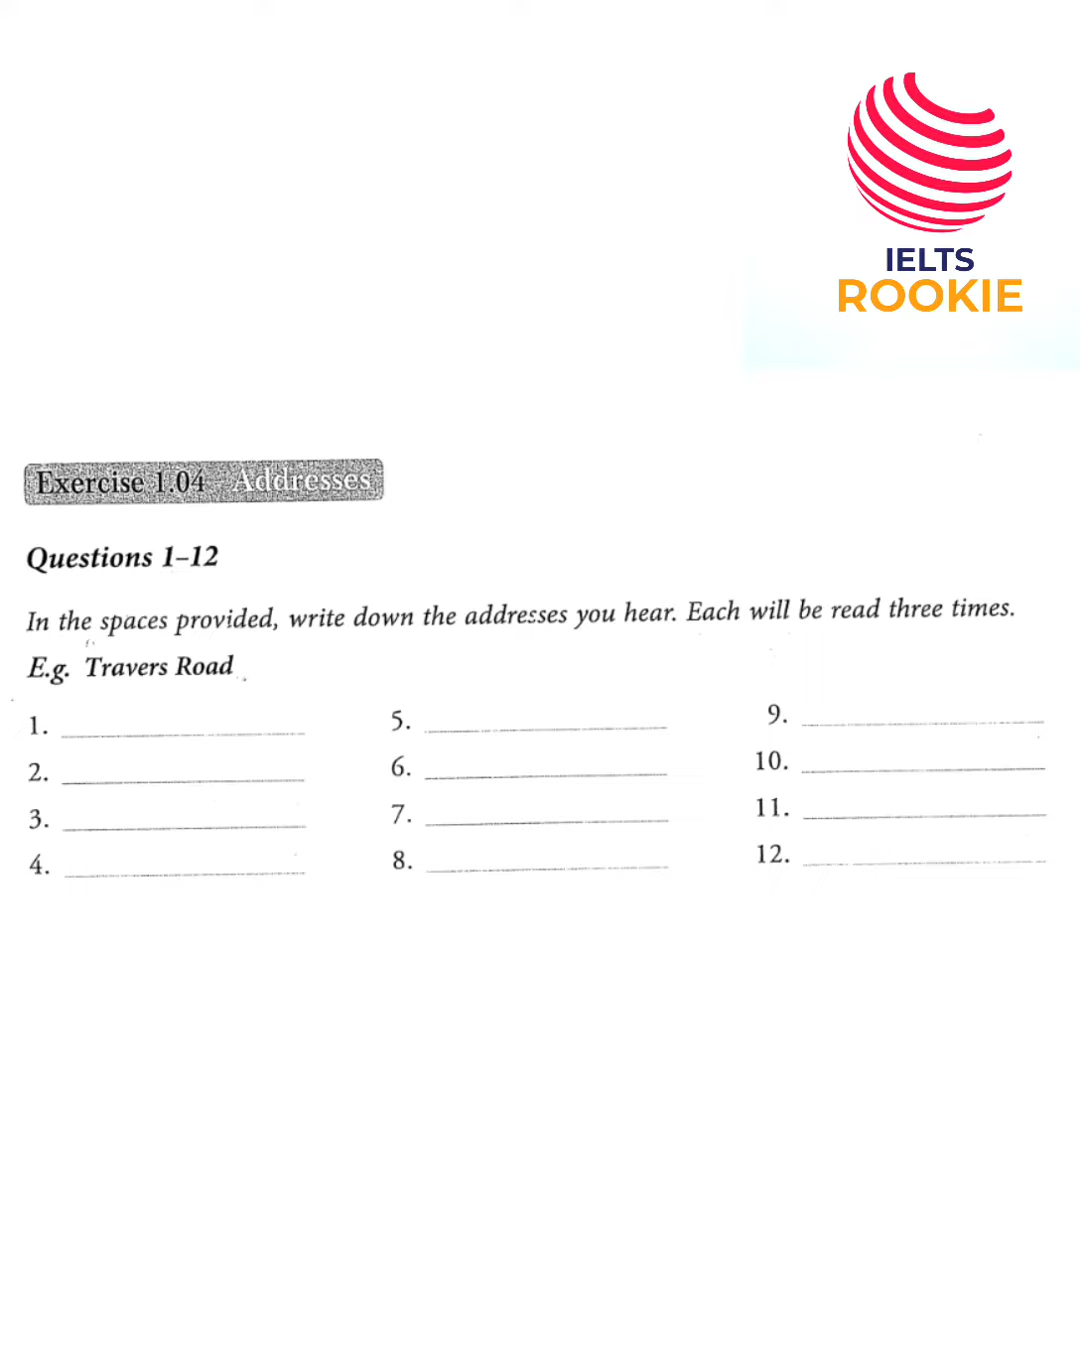 IELTS
ROOKIE
Exercise 1.04 Addresses
Questions 1–12
In the spaces provided, write down the addresses you hear. Each will be read three times.
E.g. Travers Road
1.
2.
3.
4.
5.
6.
7.
8.
9.
10.
11.
12.